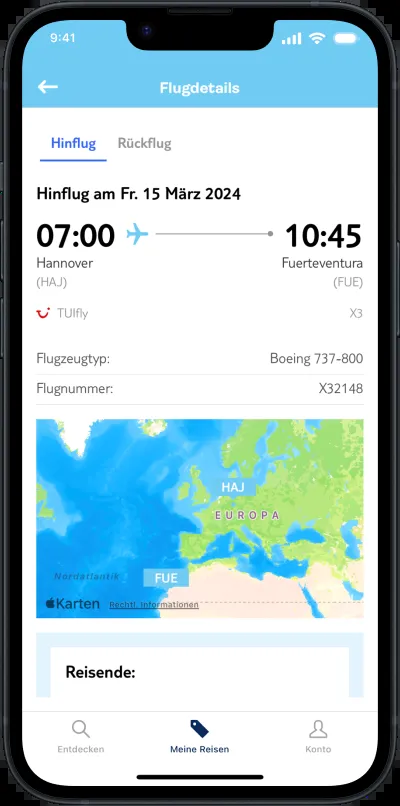 9:41
Flugdetails
Hinflug Rückflug
Hinflug am Fr. 15 März 2024
07:00 10:45
Hannover Fuerteventura
(HAJ) (FUE)
TUIfly X3
Flugzeugtyp: Boeing 737-800
Flugnummer: X32148
HAJ
EUROPA
Nordatlantik FUE
Karten Rechtl. Informationen
Reisende:
Entdecken Meine Reisen Konto